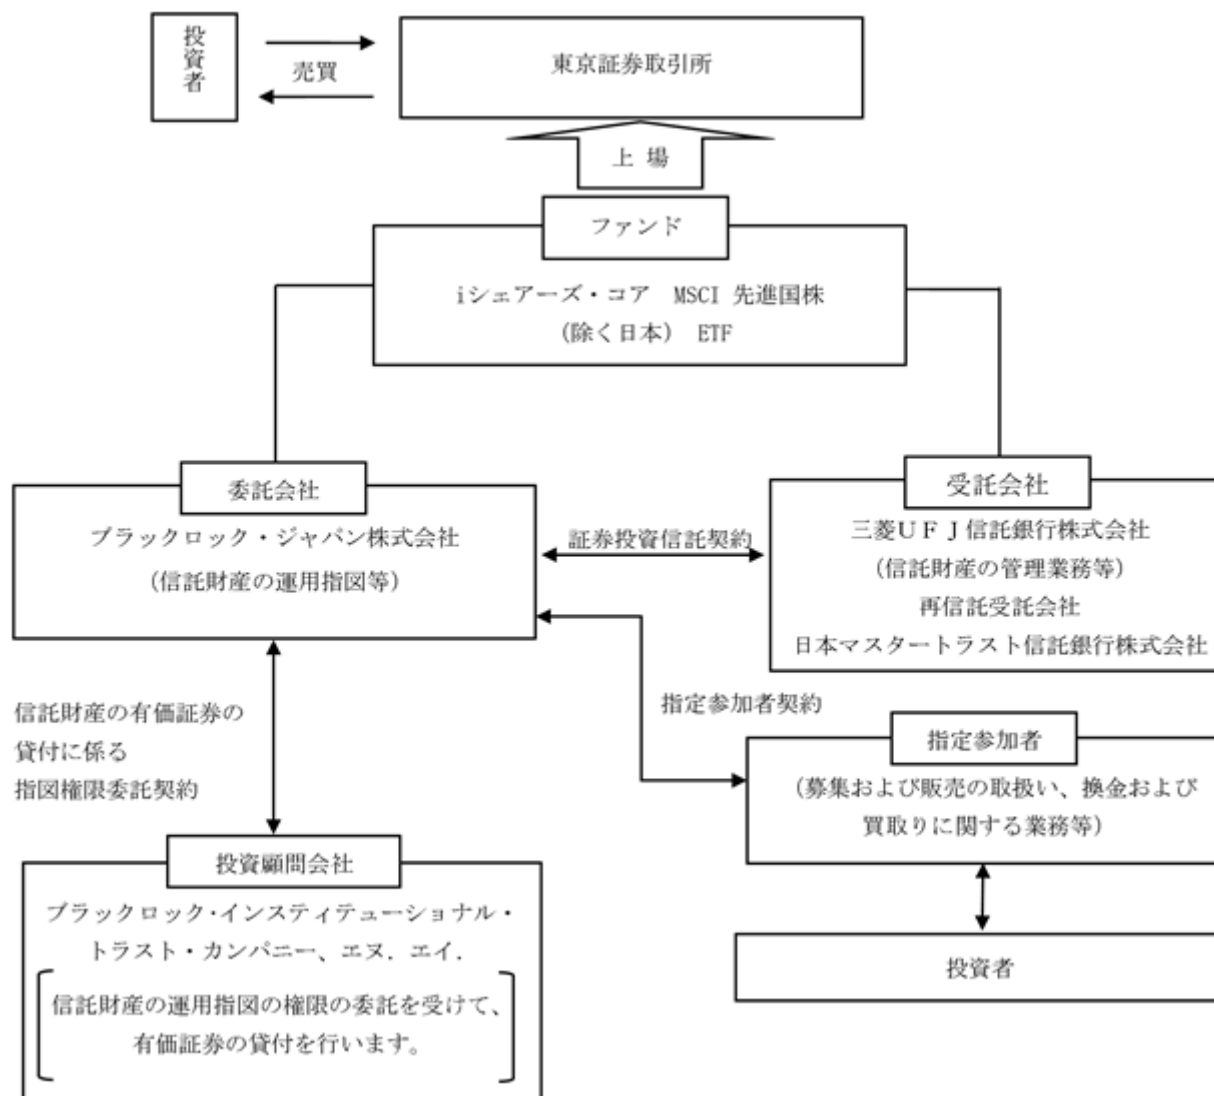 投資者
売買
東京証券取引所
上 場
ファンド
iシェアーズ・コア　MSCI 先進国株
（除く日本）　ETF
委託会社
ブラックロック・ジャパン株式会社
（信託財産の運用指図等）
証券投資信託契約
受託会社
三菱ＵＦＪ信託銀行株式会社
（信託財産の管理業務等）
再信託受託会社
日本マスタートラスト信託銀行株式会社
信託財産の有価証券の
貸付に係る
指図権限委託契約
指定参加者契約
指定参加者
（募集および販売の取扱い、換金および
買取りに関する業務等）
投資顧問会社
ブラックロック・インスティテューショナル・
トラスト・カンパニー、エヌ．エイ．
信託財産の運用指図の権限の委託を受けて、
有価証券の貸付を行います。
投資者